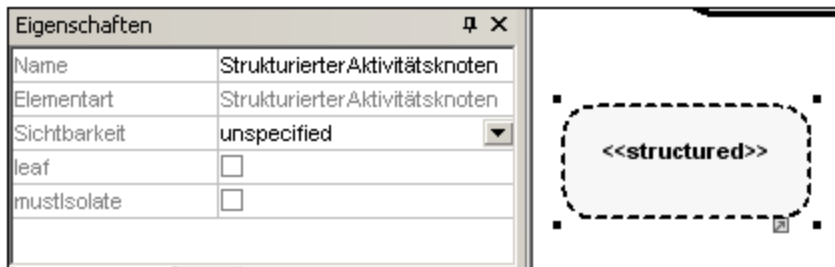 Eigenschaften
Name StrukturierterAktivitätsknoten
Elementart StrukturierterAktivitätsknoten
Sichtbarkeit unspecified
leaf
mustIsolate
<<structured>>